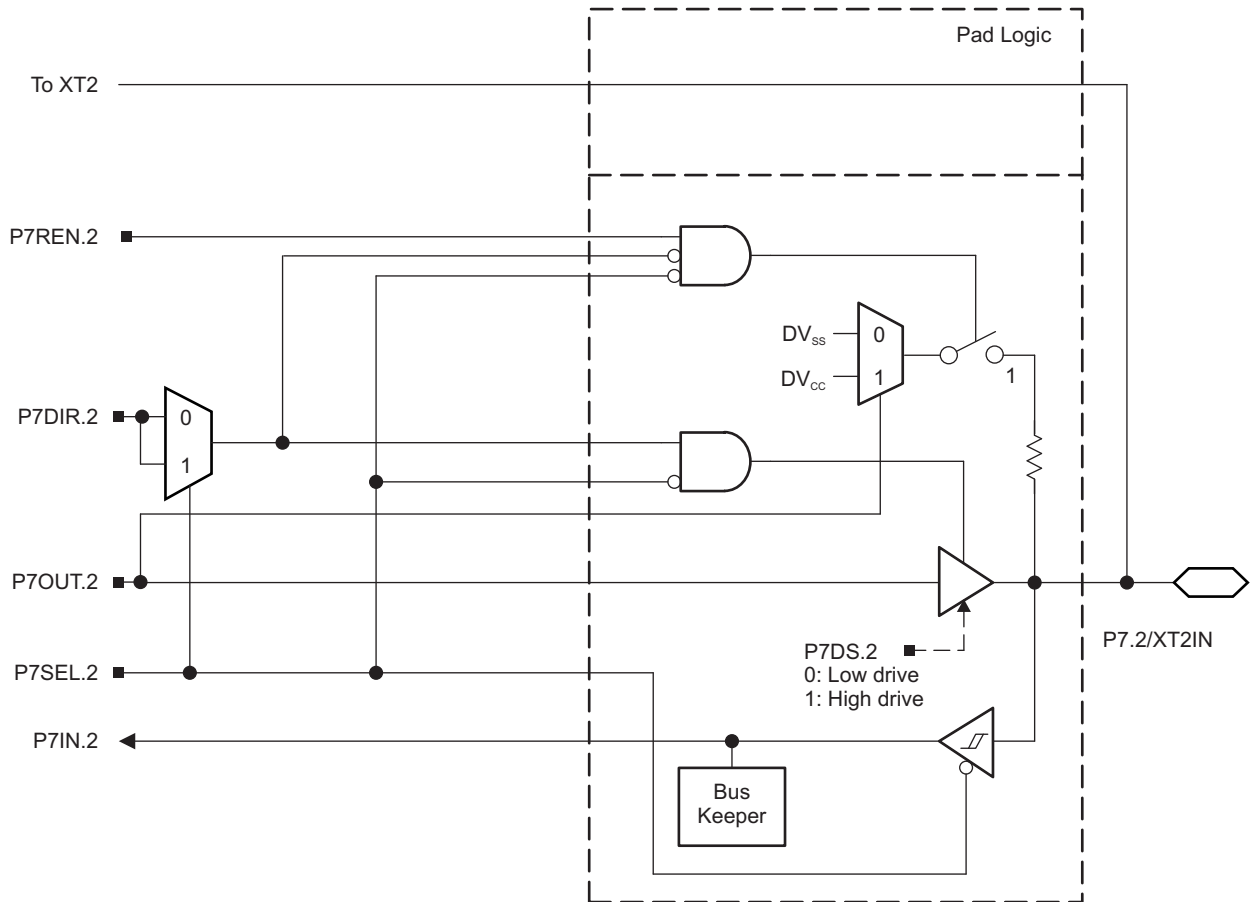 Pad Logic
To XT2
P7REN.2
DVSS
0
DVCC
1
1
P7DIR.2
0
1
P7OUT.2
P7DS.2
0: Low drive
1: High drive
P7.2/XT2IN
P7SEL.2
P7IN.2
Bus
Keeper